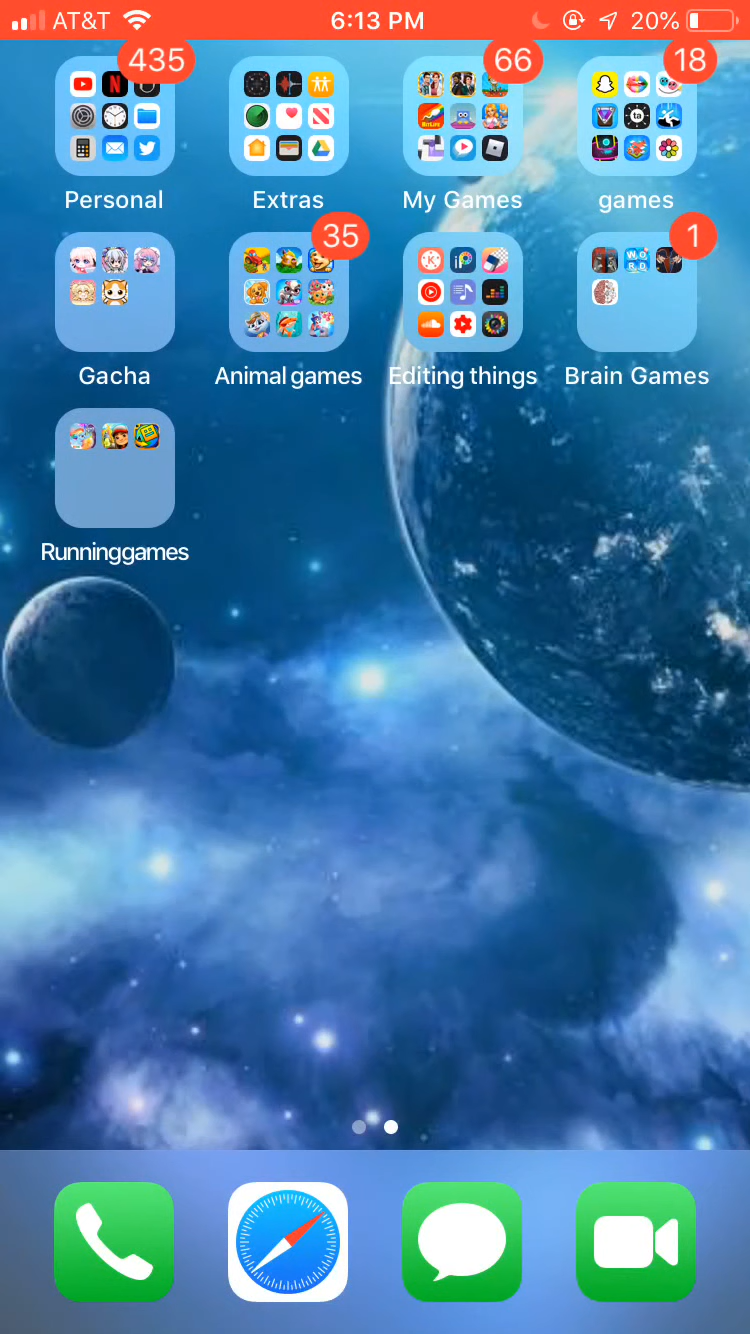 AT&T 6:13 PM 20%
435 66 18
Personal Extras My Games games
35 1
Gacha Animal games Editing things Brain Games
Runninggames